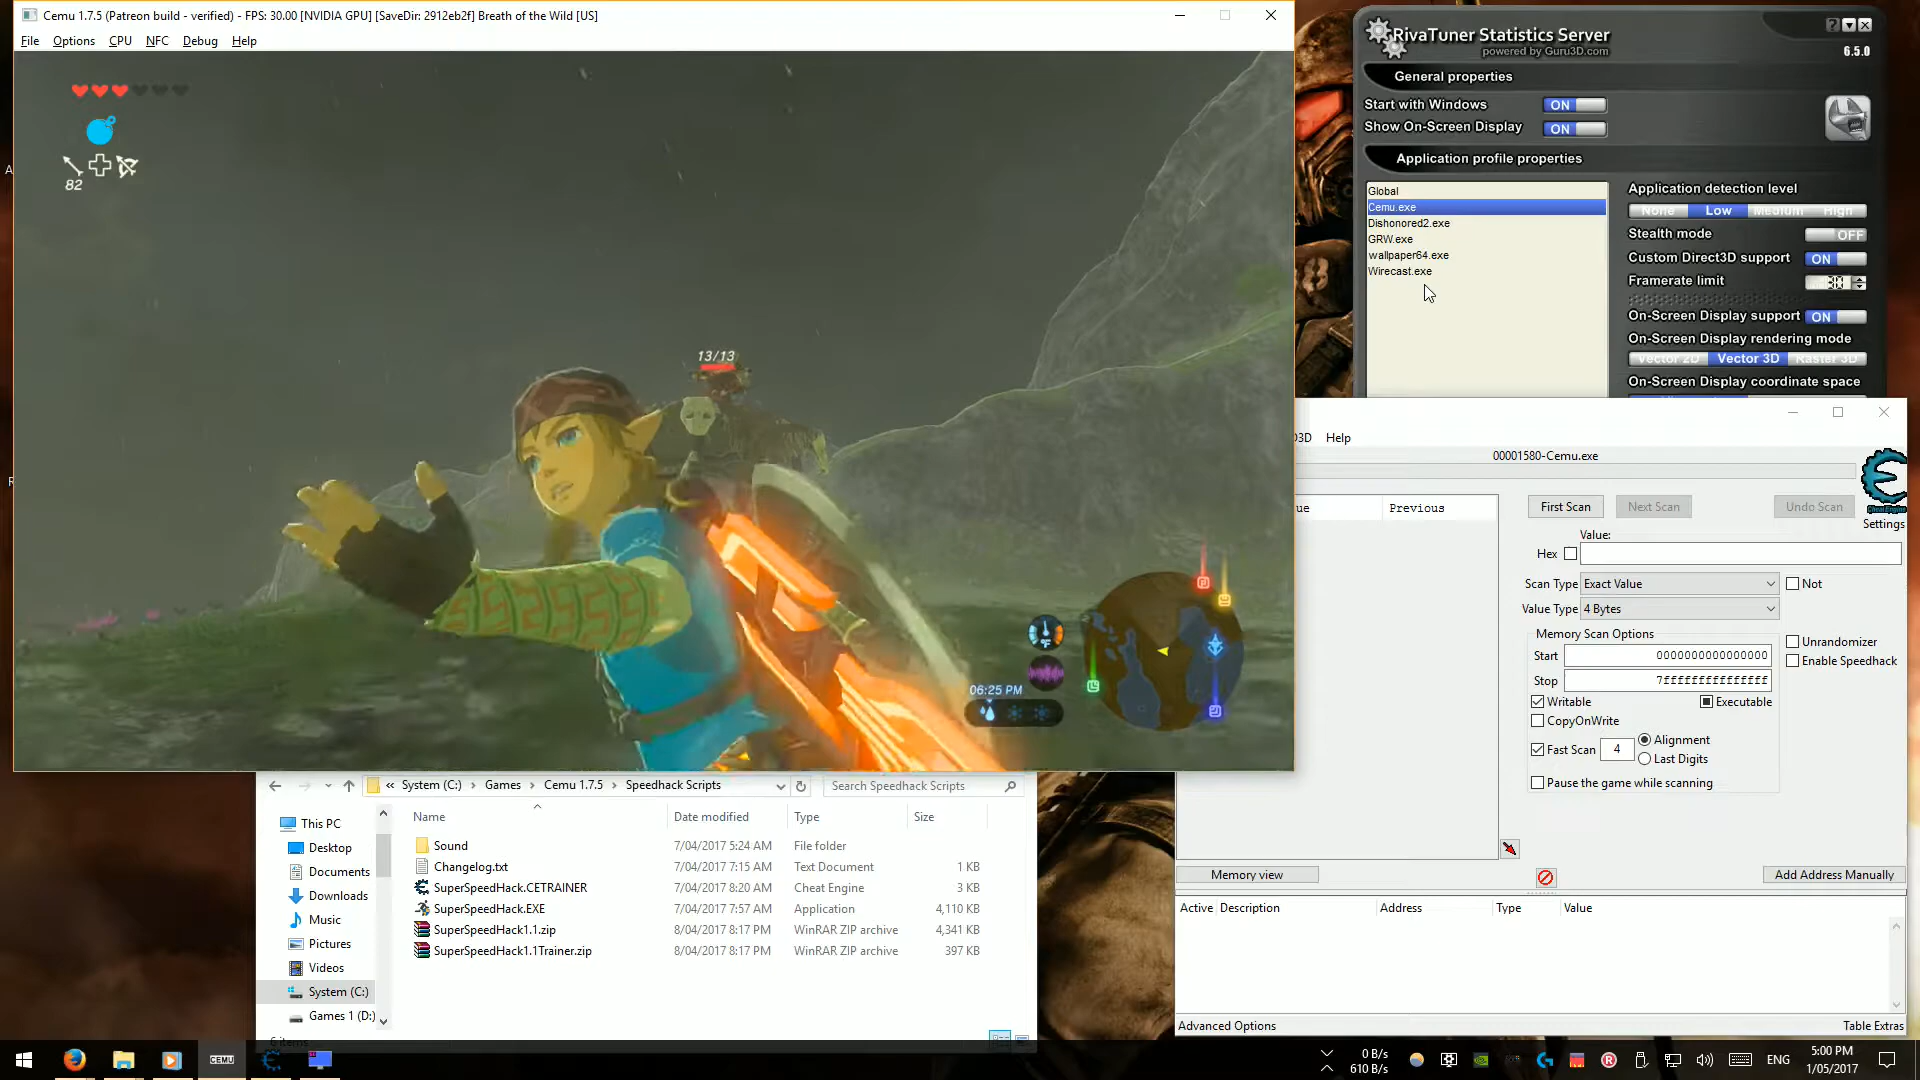 Cemu 1.7.5 (Patreon build - verified) - FPS: 30.00 [NVIDIA GPU] [SaveDir: 2912eb2f] Breath of the Wild [US]
File Options CPU NFC Debug Help
82
13/13
06:25 PM
RivaTuner Statistics Server
powered by Guru3D.com
6.5.0
General properties
Start with Windows ON
Show On-Screen Display ON
Application profile properties
Global
Cemu.exe
Dishonored2.exe
GRW.exe
wallpaper64.exe
Wirecast.exe
Application detection level
None Low Medium High
Stealth mode OFF
Custom Direct3D support ON
Framerate limit 30
On-Screen Display support ON
On-Screen Display rendering mode
Vector 2D Vector 3D Raster 3D
On-Screen Display coordinate space
D3D Help
00001580-Cemu.exe
Previous
First Scan Next Scan Undo Scan
Cheat Engine
Settings
Value:
Hex
Scan Type Exact Value Not
Value Type 4 Bytes
Memory Scan Options
Start 0000000000000000
Stop 7fffffffffffffff
Unrandomizer
Enable Speedhack
Writable Executable
CopyOnWrite
Fast Scan 4 Alignment
Last Digits
Pause the game while scanning
Memory view
Add Address Manually
Active Description Address Type Value
Advanced Options
Table Extras
« System (C:) Games Cemu 1.7.5 Speedhack Scripts
Search Speedhack Scripts
This PC
Desktop
Documents
Downloads
Music
Pictures
Videos
System (C:)
Games 1 (D:)
Name Date modified Type Size
Sound 7/04/2017 5:24 AM File folder
Changelog.txt 7/04/2017 7:15 AM Text Document 1 KB
SuperSpeedHack.CETRAINER 7/04/2017 8:20 AM Cheat Engine 3 KB
SuperSpeedHack.EXE 7/04/2017 7:57 AM Application 4,110 KB
SuperSpeedHack1.1.zip 8/04/2017 8:17 PM WinRAR ZIP archive 4,341 KB
SuperSpeedHack1.1Trainer.zip 8/04/2017 8:17 PM WinRAR ZIP archive 397 KB
6 items
CEMU
0 B/s
610 B/s
ENG
5:00 PM
1/05/2017